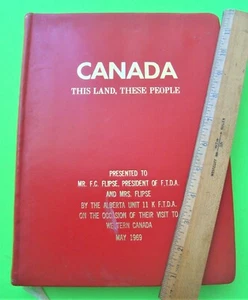 CANADA
THIS LAND, THESE PEOPLE
PRESENTED TO
MR. F.C. FLIPSE, PRESIDENT OF F.T.D.A.
AND MRS. FLIPSE
BY THE ALBERTA UNIT 11 K F.T.D.A.
ON THE OCCASION OF THEIR VISIT TO
WESTERN CANADA
MAY 1969